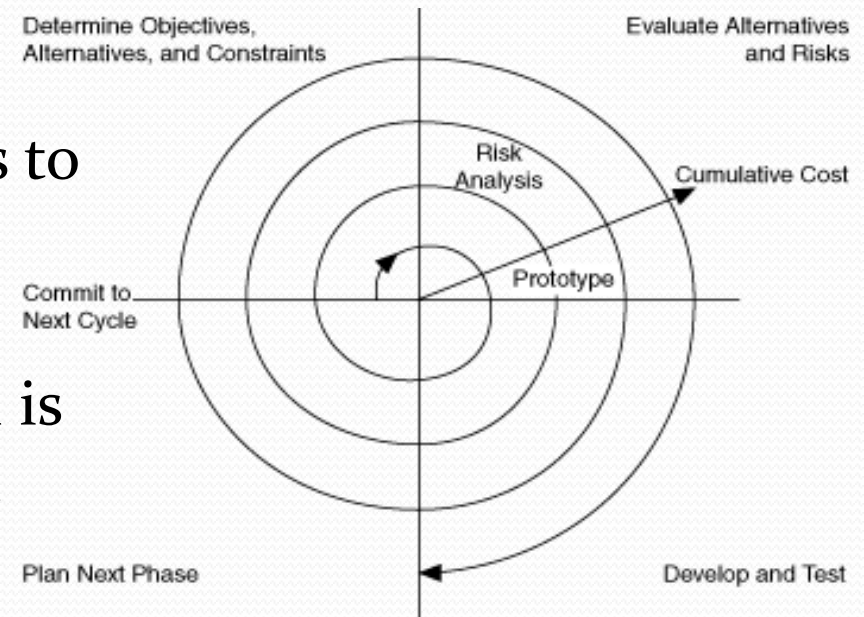 Determine Objectives,
Alternatives, and Constraints
Evaluate Alternatives
and Risks
s to
Risk
Analysis
Cumulative Cost
Prototype
Commit to
Next Cycle
is
Plan Next Phase
Develop and Test